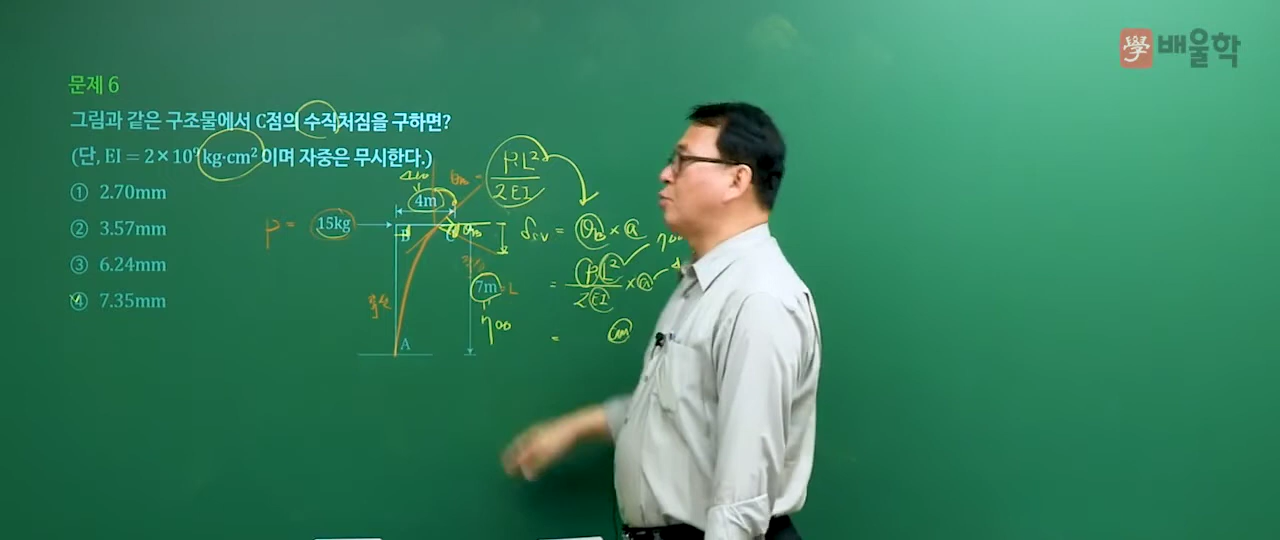 學 배울학
문제 6
그림과 같은 구조물에서 C점의 수직처짐을 구하면?
(단, EI = 2×10⁹kg·cm² 이며 자중은 무시한다.)
① 2.70mm
② 3.57mm
③ 6.24mm
④ 7.35mm
4m
P = 15kg
B
C
7m = L
700
A
PL²
2EI
= θB × a
= PL² × a
2EI
=
cm